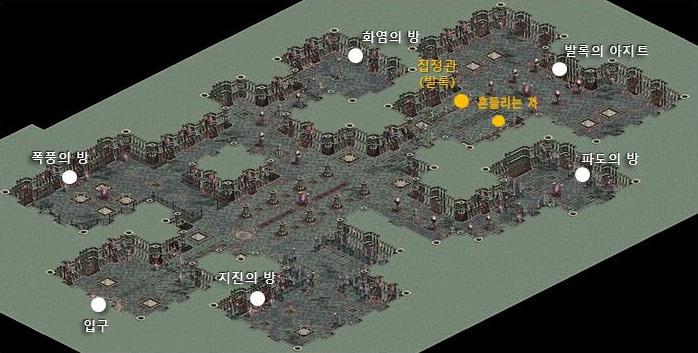 화염의 방
발록의 아지트
집정관
(발록)
흔들리는 자
폭풍의 방
파도의 방
지진의 방
입구